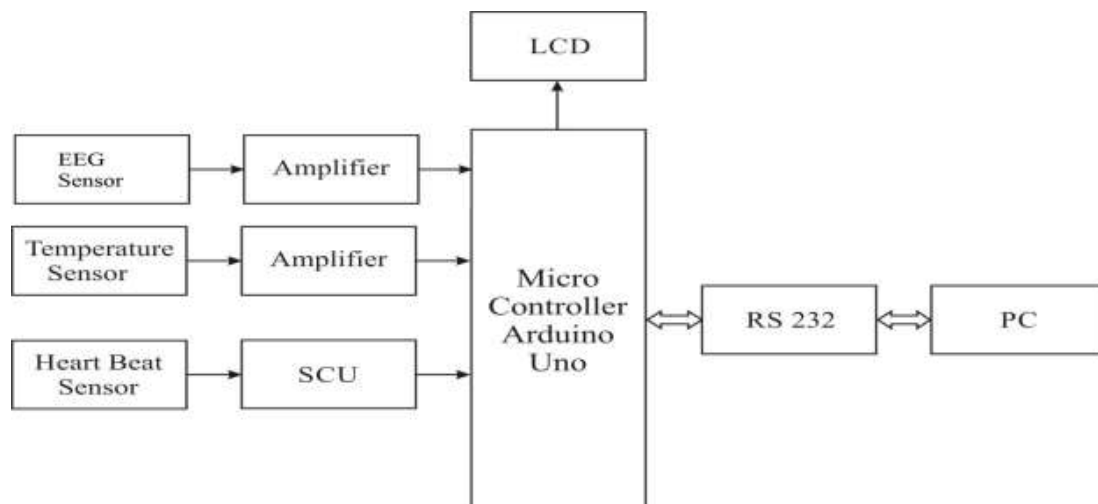 LCD
EEG
Sensor
Amplifier
Temperature
Sensor
Amplifier
Heart Beat
Sensor
SCU
Micro
Controller
Arduino
Uno
RS 232
PC